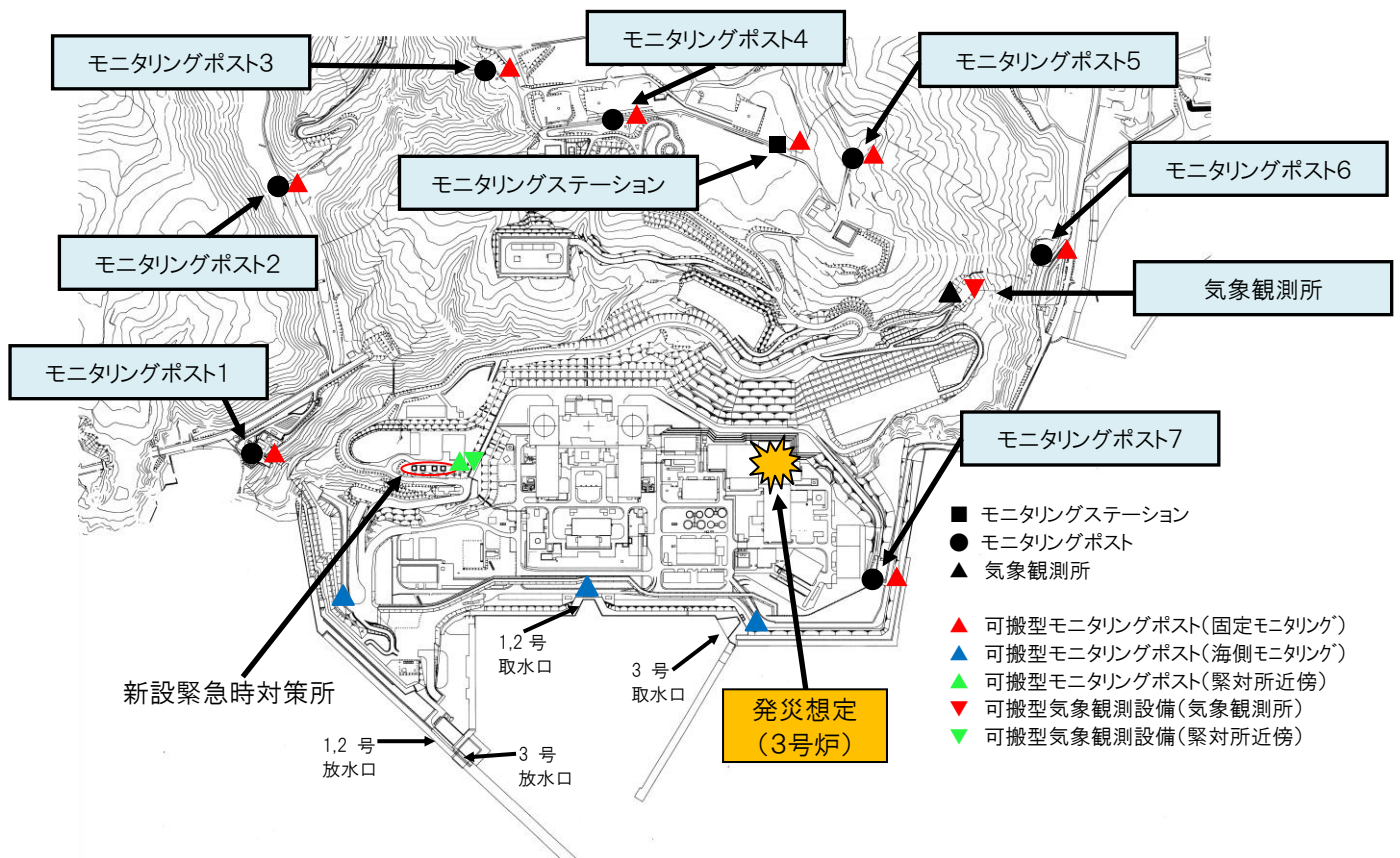 モニタリングポスト3
モニタリングポスト4
モニタリングポスト5
モニタリングステーション
モニタリングポスト6
モニタリングポスト2
気象観測所
モニタリングポスト1
モニタリングポスト7
■ モニタリングステーション
● モニタリングポスト
▲ 気象観測所
▲ 可搬型モニタリングポスト(固定モニタリング)
▲ 可搬型モニタリングポスト(海側モニタリング)
▲ 可搬型モニタリングポスト(緊対所近傍)
▼ 可搬型気象観測設備(気象観測所)
▼ 可搬型気象観測設備(緊対所近傍)
新設緊急時対策所
1,2 号
取水口
3 号
取水口
発災想定
(3号炉)
1,2 号
放水口
3 号
放水口